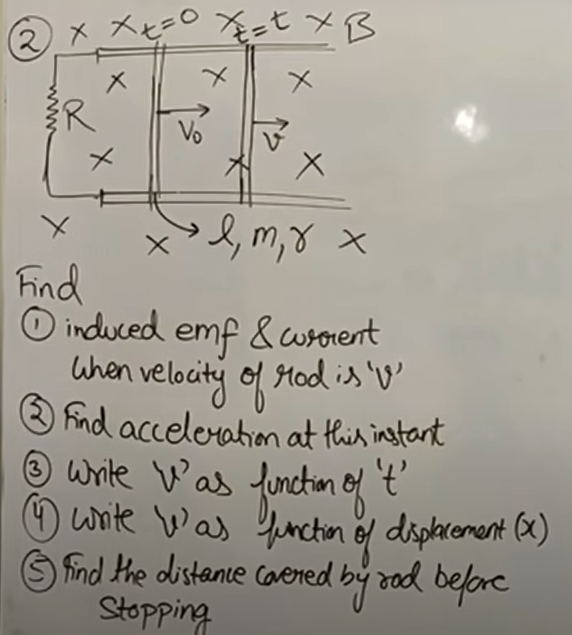 ② × × t=0 × t=t × B
× × ×
R
V₀ v
× × ×
× × l, m, r ×
Find
① induced emf & current
when velocity of rod is 'v'
② Find acceleration at this instant
③ Write 'v' as function of 't'
④ Write 'v' as function of displacement (x)
⑤ Find the distance covered by rod before
Stopping